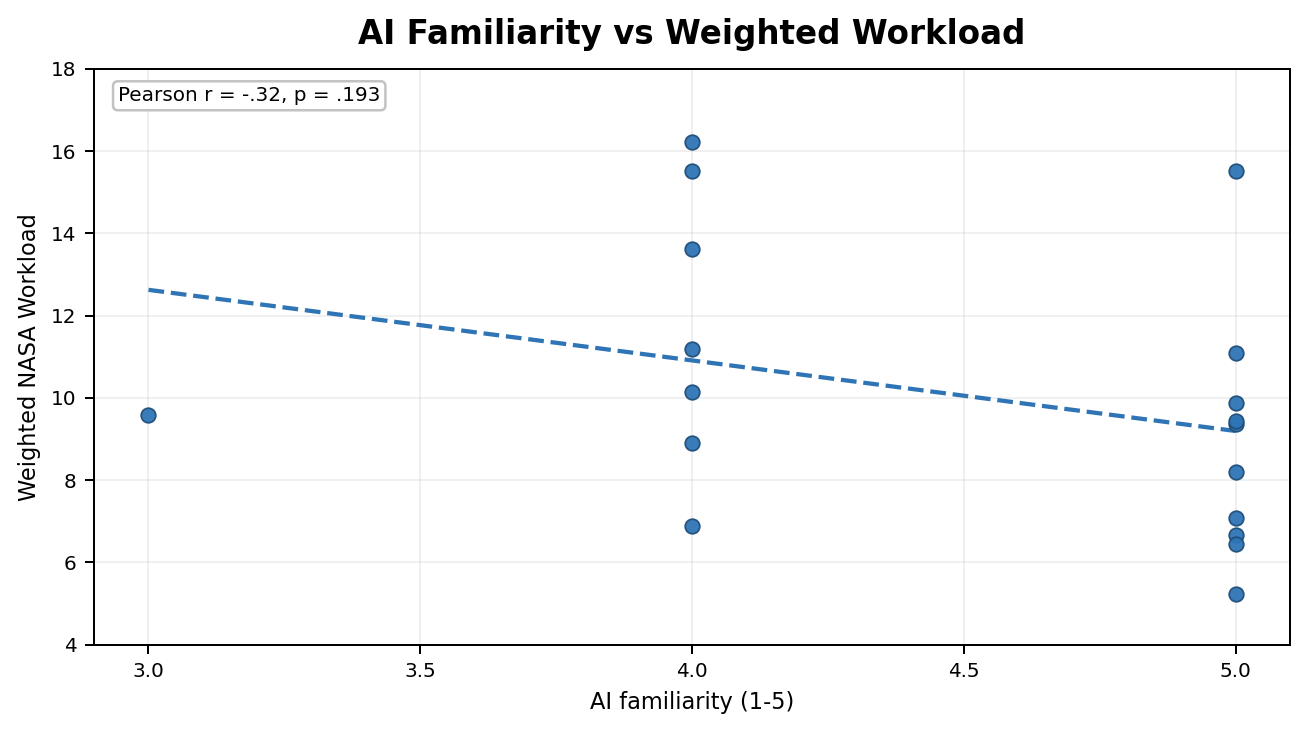 AI Familiarity vs Weighted Workload
Pearson r = -.32, p = .193
Weighted NASA Workload
18
16
14
12
10
8
6
4
3.0 3.5 4.0 4.5 5.0
AI familiarity (1-5)